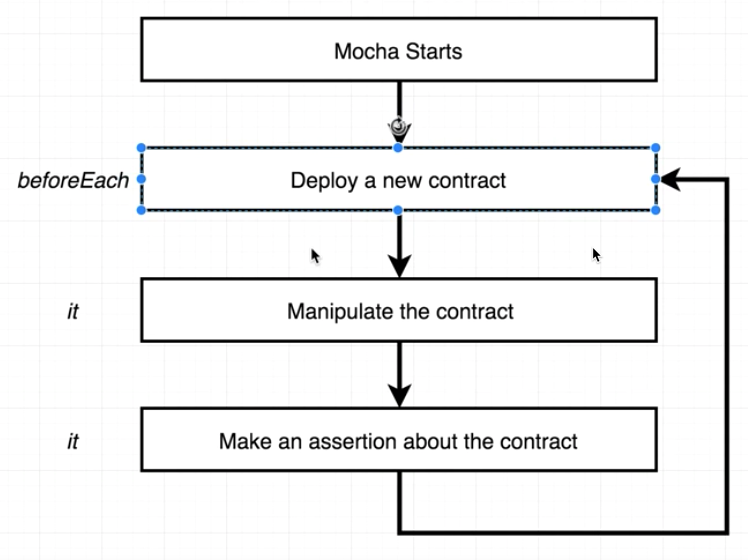 Mocha Starts
beforeEach
Deploy a new contract
it
Manipulate the contract
it
Make an assertion about the contract